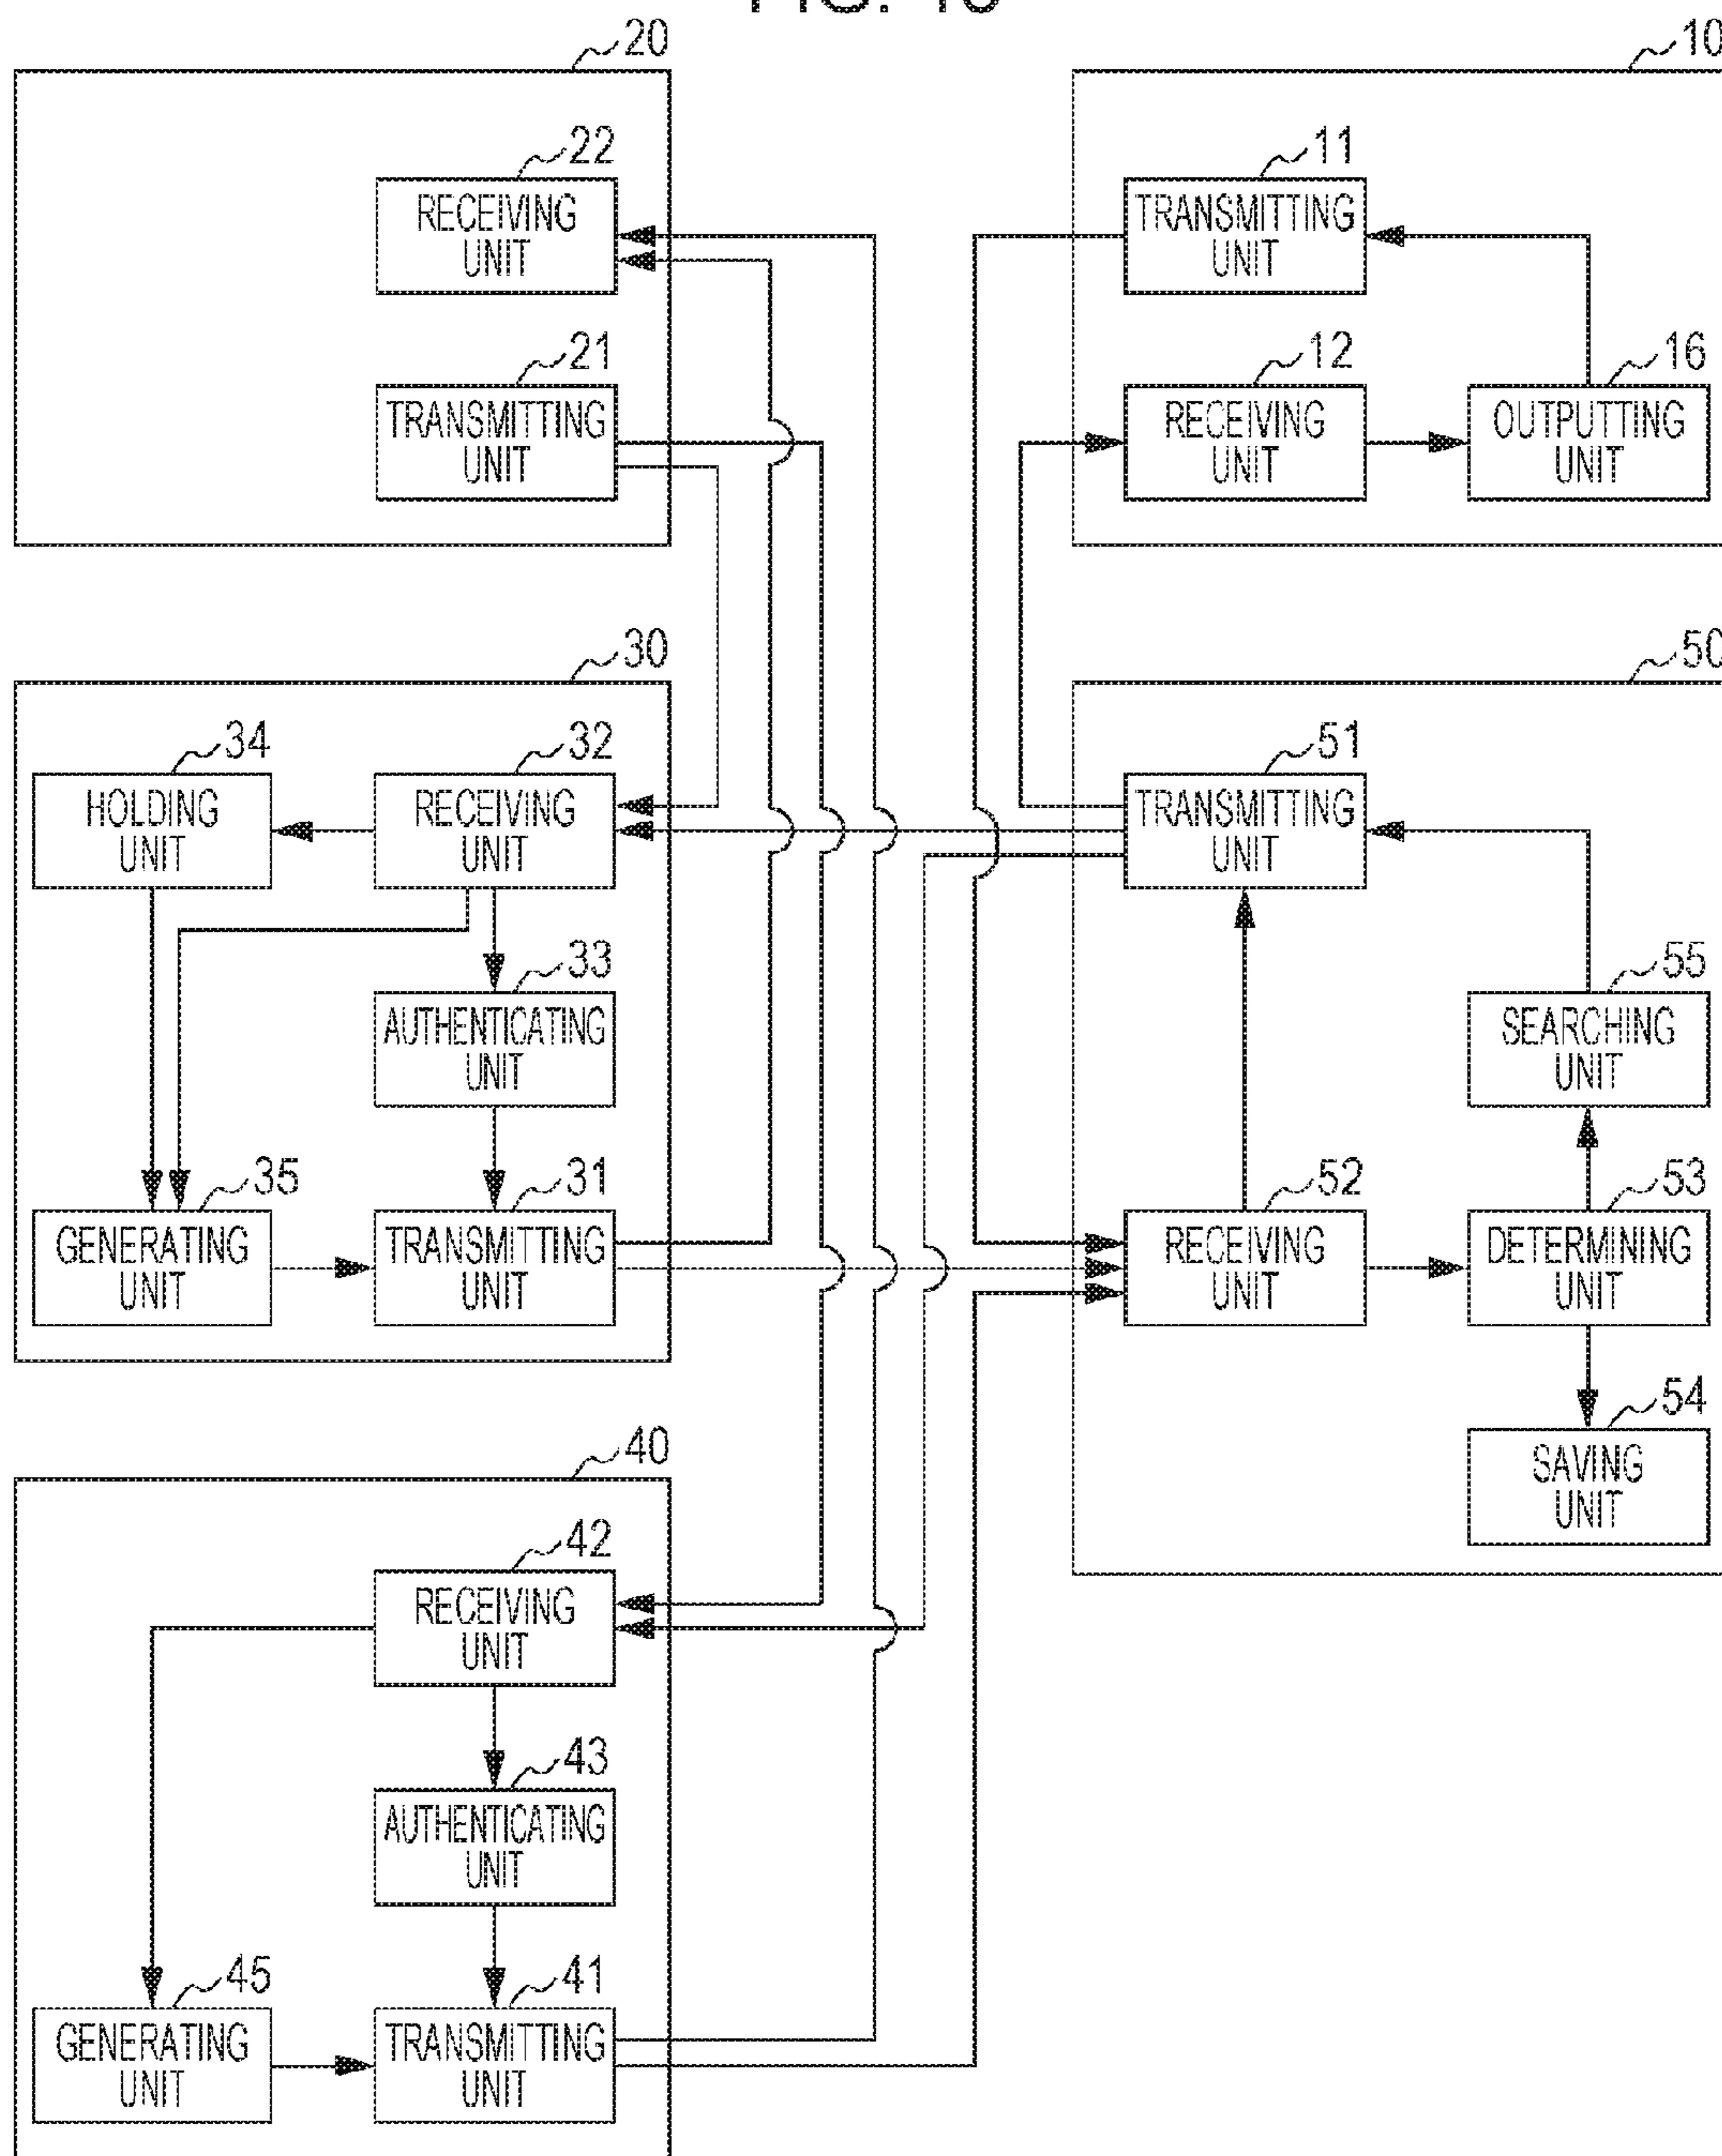 20
10
22
RECEIVING
UNIT
11
TRANSMITTING
UNIT
21
TRANSMITTING
UNIT
12
RECEIVING
UNIT
16
OUTPUTTING
UNIT
30
50
34
HOLDING
UNIT
32
RECEIVING
UNIT
51
TRANSMITTING
UNIT
33
AUTHENTICATING
UNIT
55
SEARCHING
UNIT
35
GENERATING
UNIT
31
TRANSMITTING
UNIT
52
RECEIVING
UNIT
53
DETERMINING
UNIT
54
SAVING
UNIT
40
42
RECEIVING
UNIT
43
AUTHENTICATING
UNIT
45
GENERATING
UNIT
41
TRANSMITTING
UNIT